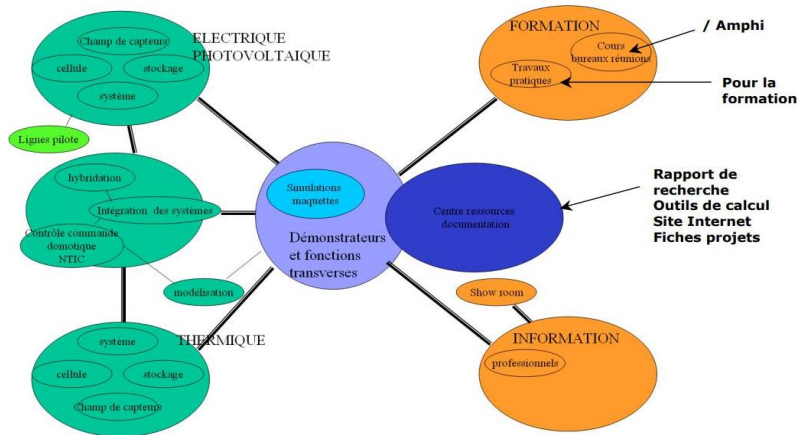 Champ de capteurs
ELECTRIQUE
PHOTOVOLTAIQUE
cellule
stockage
système
Lignes pilote
hybridation
Intégration des systèmes
Contrôle commande
domotique
NTIC
modélisation
système
THERMIQUE
cellule
stockage
Champ de capteurs
Simulations
maquettes
Démonstrateurs
et fonctions
transverses
Centre ressources
documentation
FORMATION
Cours
bureaux réunions
Travaux
pratiques
/ Amphi
Pour la
formation
Rapport de
recherche
Outils de calcul
Site Internet
Fiches projets
Show room
INFORMATION
professionnels